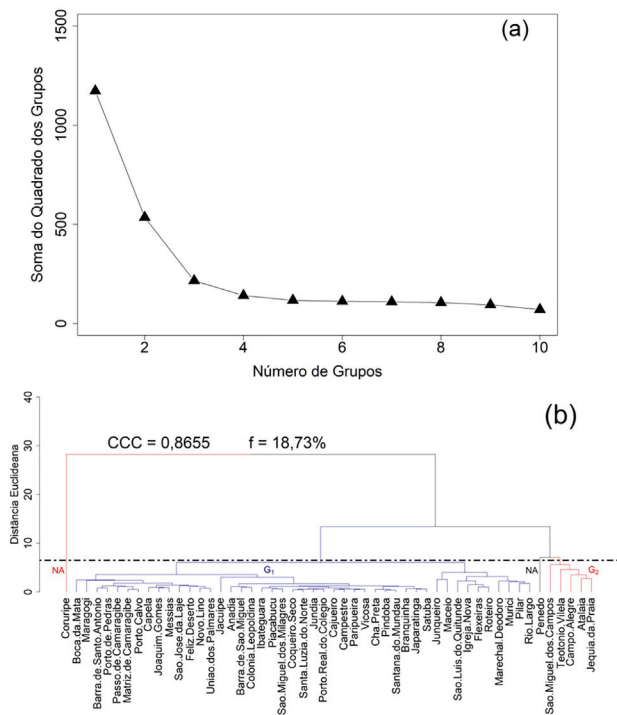 (a)
Soma do Quadrado dos Grupos
1500
1000
500
0
2
4
6
8
10
Número de Grupos
(b)
Distância Euclideana
40
30
20
10
0
CCC = 0,8655 f = 18,73%
NA
G1
NA
G2
Coruripe
Boca.da.Mata
Maragogi
Barra.de.Santo.Antonio
Porto.de.Pedras
Passo.de.Camaragibe
Matriz.de.Camaragibe
Porto.Calvo
Capela
Joaquim.Gomes
Messias
Sao.Jose.da.Laje
Feliz.Deserto
Novo.Lino
Uniao.dos.Palmares
Jacuipe
Anadia
Barra.de.Sao.Miguel
Colonia.Leopoldina
Ibateguara
Piacabucu
Sao.Miguel.dos.Milagres
Coqueiro.Seco
Santa.Luzia.do.Norte
Jundia
Porto.Real.do.Colegio
Cajueiro
Campestre
Paripueira
Vicosa
Cha.Preta
Pindoba
Santana.do.Mundau
Branquinha
Japaratinga
Satuba
Junqueiro
Maceio
Sao.Luis.do.Quitunde
Igreja.Nova
Flexeiras
Roteiro
Marechal.Deodoro
Murici
Pilar
Rio.Largo
Penedo
Sao.Miguel.dos.Campos
Teotonio.Vilela
Campo.Alegre
Atalaia
Jequia.da.Praia